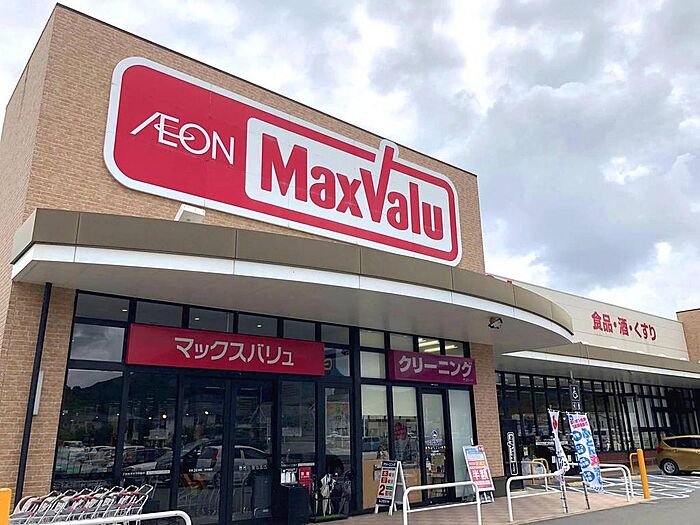 ÆON
MaxValu
食品・酒・くすり
マックスバリュ
クリーニング